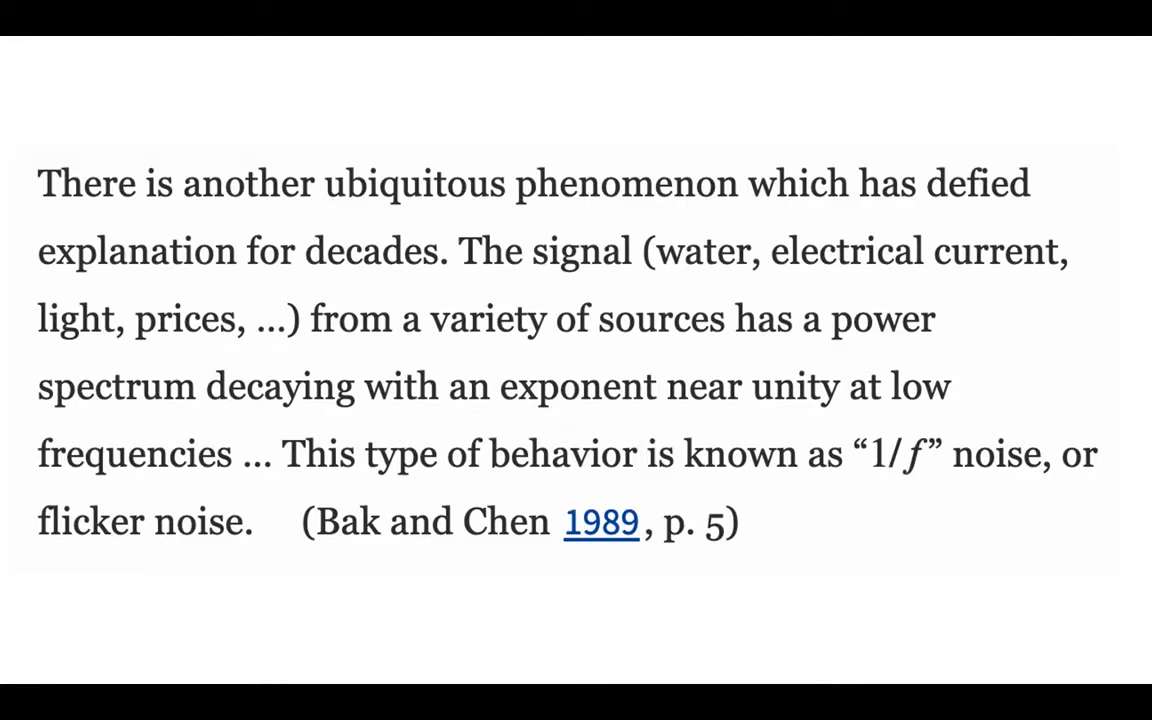 There is another ubiquitous phenomenon which has defied
explanation for decades. The signal (water, electrical current,
light, prices, ...) from a variety of sources has a power
spectrum decaying with an exponent near unity at low
frequencies ... This type of behavior is known as “1/f” noise, or
flicker noise. (Bak and Chen 1989, p. 5)